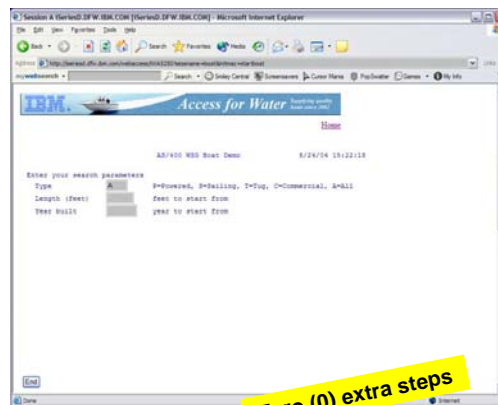 Session A iSeriesD.DFW.IBM.COM [iSeriesD.DFW.IBM.COM] - Microsoft Internet Explorer
File Edit View Favorites Tools Help
Back Search Favorites Media
Address
mywebsearch Search Smiley Central Screensavers Cursor Mania PopSwatter Games My Info
IBM. Access for Water
Home
AS/400 WSG Boat Demo 8/24/04 15:22:18
Enter your search parameters
Type A P=Powered, S=Sailing, T=Tug, C=Commercial, A=All
Length (feet) feet to start from
Year built year to start from
(0) extra steps
End
Done Internet